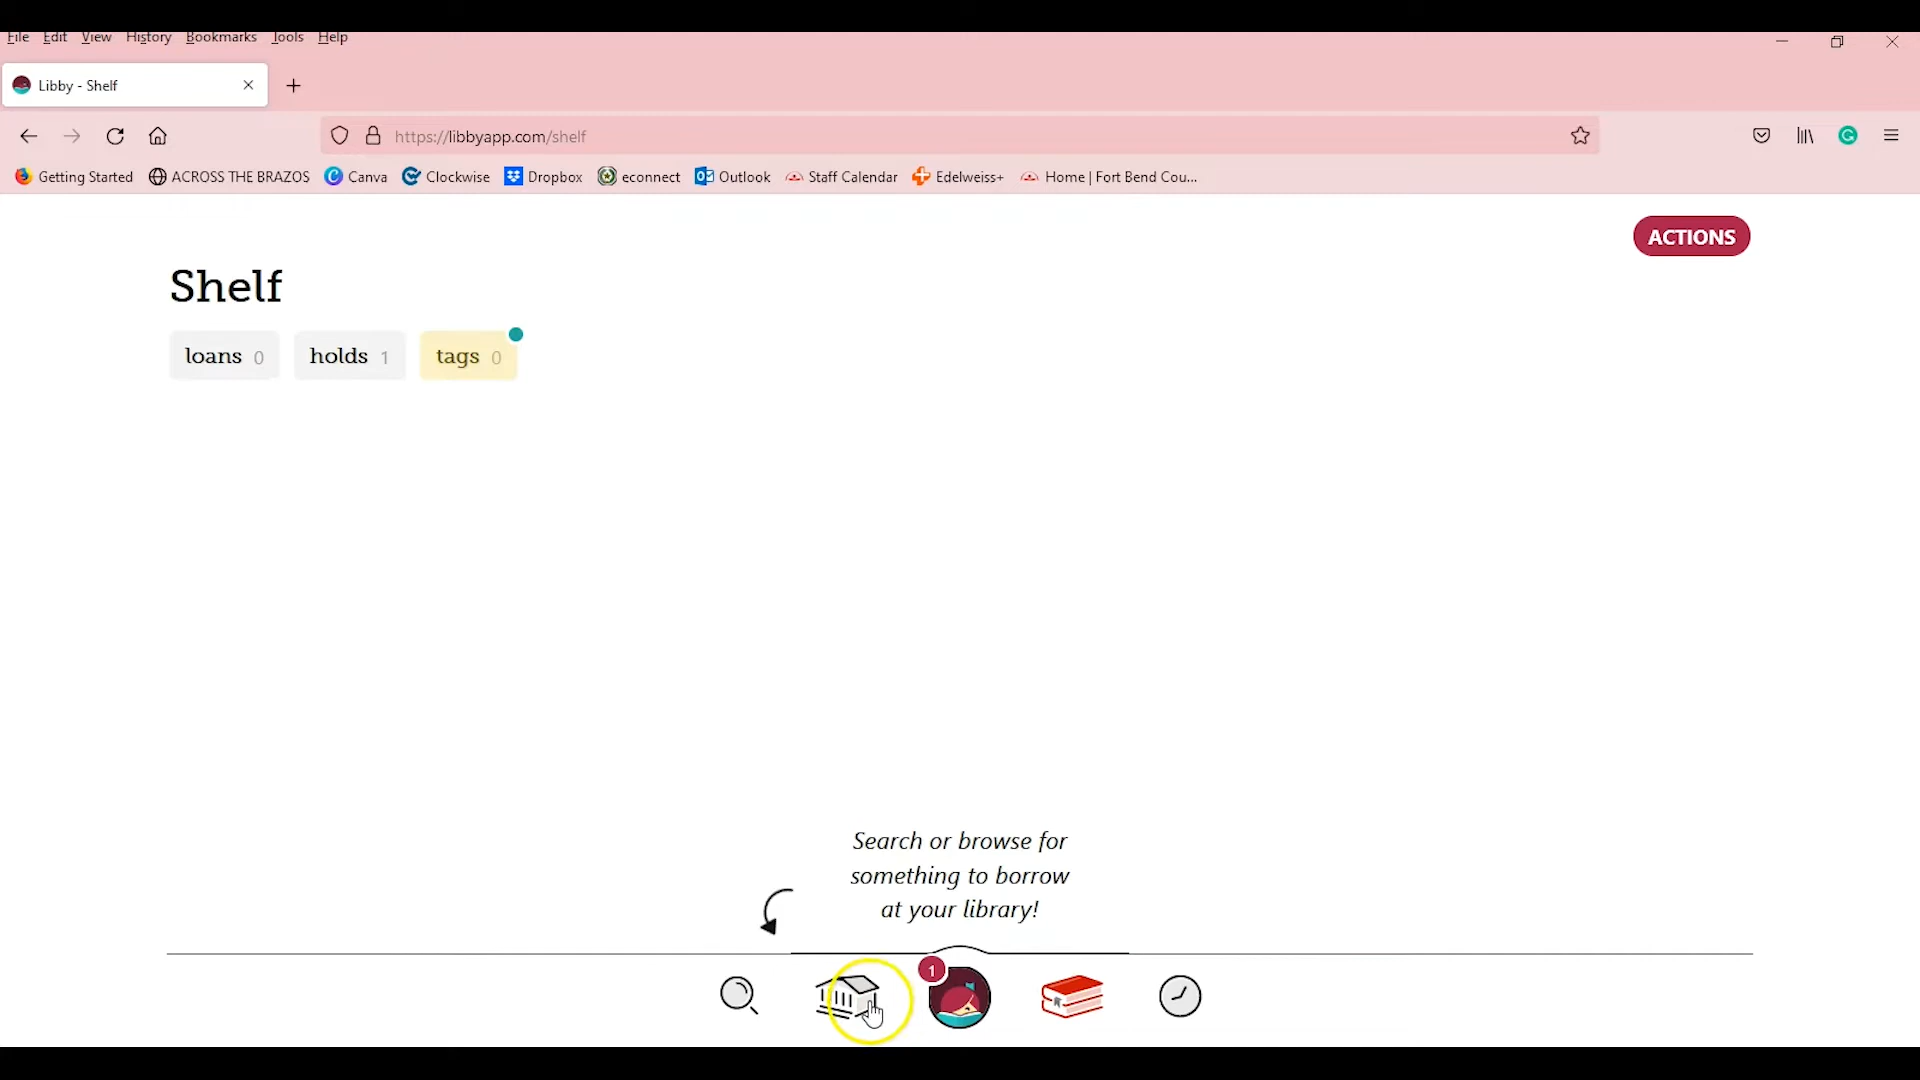 File Edit View History Bookmarks Tools Help
Libby - Shelf
https://libbyapp.com/shelf
Getting Started ACROSS THE BRAZOS Canva Clockwise Dropbox econnect Outlook Staff Calendar Edelweiss+ Home | Fort Bend Cou...
ACTIONS
Shelf
loans 0 holds 1 tags 0
Search or browse for
something to borrow
at your library!
1